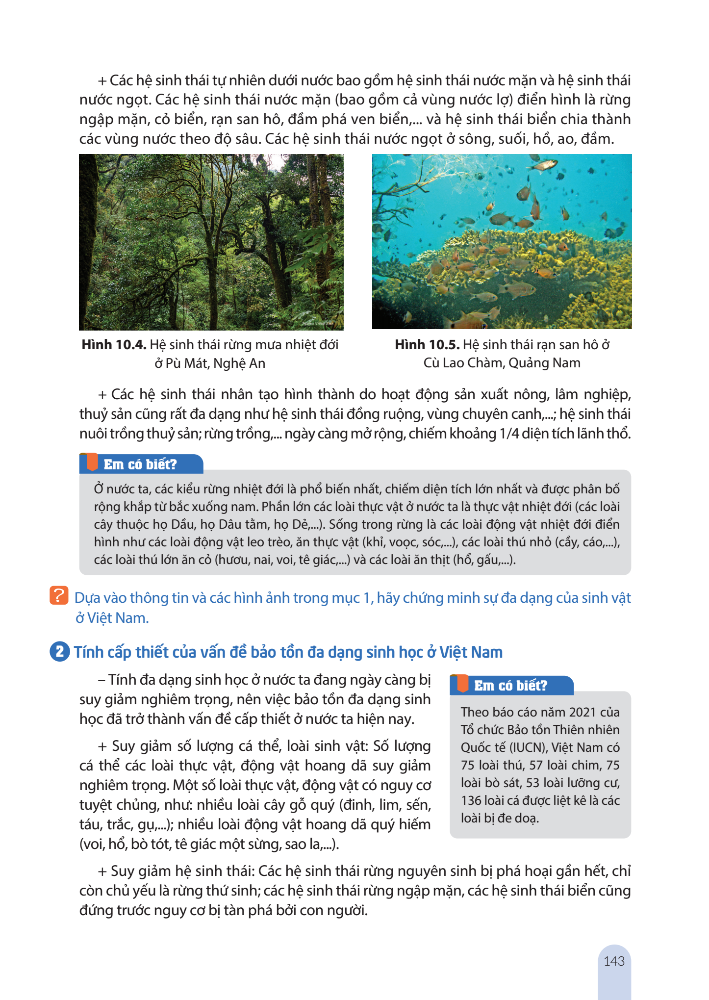 + Các hệ sinh thái tự nhiên dưới nước bao gồm hệ sinh thái nước mặn và hệ sinh thái
nước ngọt. Các hệ sinh thái nước mặn (bao gồm cả vùng nước lợ) điển hình là rừng
ngập mặn, cỏ biển, rạn san hô, đầm phá ven biển,... và hệ sinh thái biển chia thành
các vùng nước theo độ sâu. Các hệ sinh thái nước ngọt ở sông, suối, hồ, ao, đầm.
Nguyen Trung Kien
Hình 10.4. Hệ sinh thái rừng mưa nhiệt đới
ở Pù Mát, Nghệ An
Hình 10.5. Hệ sinh thái rạn san hô ở
Cù Lao Chàm, Quảng Nam
+ Các hệ sinh thái nhân tạo hình thành do hoạt động sản xuất nông, lâm nghiệp,
thuỷ sản cũng rất đa dạng như hệ sinh thái đồng ruộng, vùng chuyên canh,...; hệ sinh thái
nuôi trồng thuỷ sản; rừng trồng,... ngày càng mở rộng, chiếm khoảng 1/4 diện tích lãnh thổ.
Em có biết?
Ở nước ta, các kiểu rừng nhiệt đới là phổ biến nhất, chiếm diện tích lớn nhất và được phân bố
rộng khắp từ bắc xuống nam. Phần lớn các loài thực vật ở nước ta là thực vật nhiệt đới (các loài
cây thuộc họ Dầu, họ Dâu tằm, họ Dẻ,...). Sống trong rừng là các loài động vật nhiệt đới điển
hình như các loài động vật leo trèo, ăn thực vật (khỉ, voọc, sóc,...), các loài thú nhỏ (cầy, cáo,...),
các loài thú lớn ăn cỏ (hươu, nai, voi, tê giác,...) và các loài ăn thịt (hổ, gấu,...).
? Dựa vào thông tin và các hình ảnh trong mục 1, hãy chứng minh sự đa dạng của sinh vật
ở Việt Nam.
2 Tính cấp thiết của vấn đề bảo tồn đa dạng sinh học ở Việt Nam
– Tính đa dạng sinh học ở nước ta đang ngày càng bị
suy giảm nghiêm trọng, nên việc bảo tồn đa dạng sinh
học đã trở thành vấn đề cấp thiết ở nước ta hiện nay.
+ Suy giảm số lượng cá thể, loài sinh vật: Số lượng
cá thể các loài thực vật, động vật hoang dã suy giảm
nghiêm trọng. Một số loài thực vật, động vật có nguy cơ
tuyệt chủng, như: nhiều loài cây gỗ quý (đinh, lim, sến,
táu, trắc, gụ,...); nhiều loài động vật hoang dã quý hiếm
(voi, hổ, bò tót, tê giác một sừng, sao la,...).
Em có biết?
Theo báo cáo năm 2021 của
Tổ chức Bảo tồn Thiên nhiên
Quốc tế (IUCN), Việt Nam có
75 loài thú, 57 loài chim, 75
loài bò sát, 53 loài lưỡng cư,
136 loài cá được liệt kê là các
loài bị đe doạ.
+ Suy giảm hệ sinh thái: Các hệ sinh thái rừng nguyên sinh bị phá hoại gần hết, chỉ
còn chủ yếu là rừng thứ sinh; các hệ sinh thái rừng ngập mặn, các hệ sinh thái biển cũng
đứng trước nguy cơ bị tàn phá bởi con người.
143